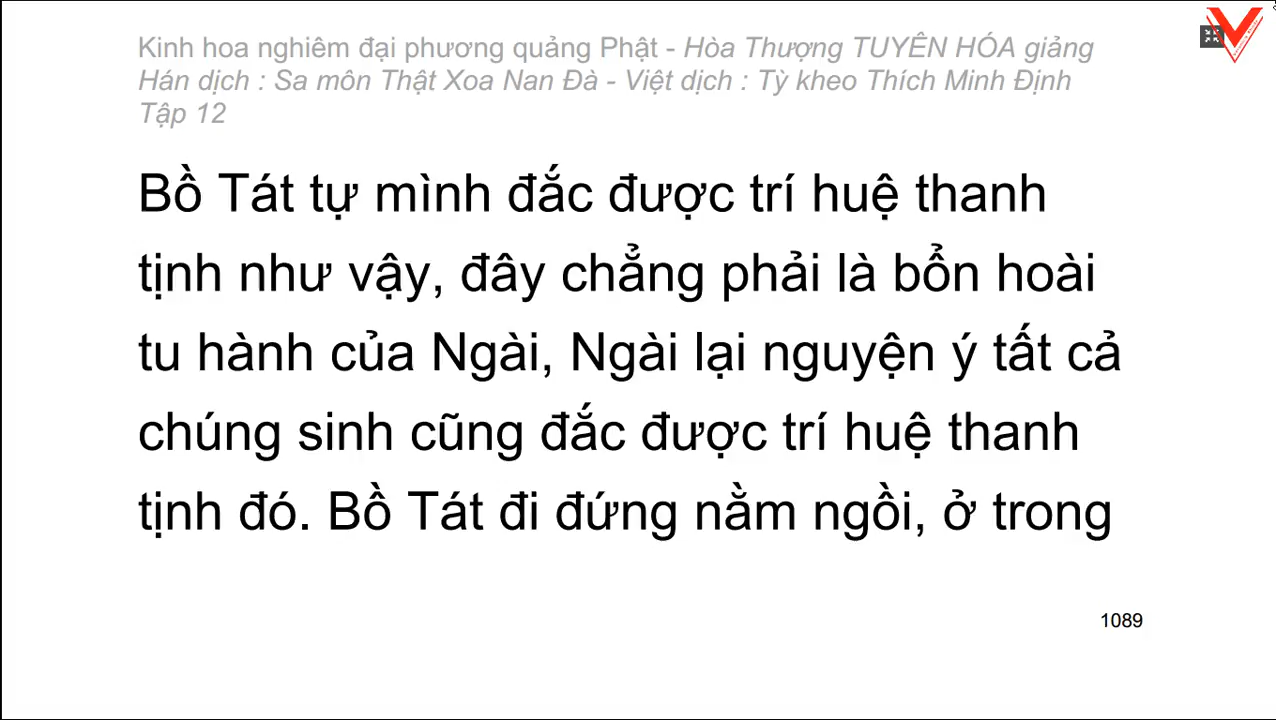 Kinh hoa nghiêm đại phương quảng Phật - Hòa Thượng TUYÊN HÓA giảng
Hán dịch : Sa môn Thật Xoa Nan Đà - Việt dịch : Tỳ kheo Thích Minh Định
Tập 12
Bồ Tát tự mình đắc được trí huệ thanh
tịnh như vậy, đây chẳng phải là bổn hoài
tu hành của Ngài, Ngài lại nguyện ý tất cả
chúng sinh cũng đắc được trí huệ thanh
tịnh đó. Bồ Tát đi đứng nằm ngồi, ở trong
1089